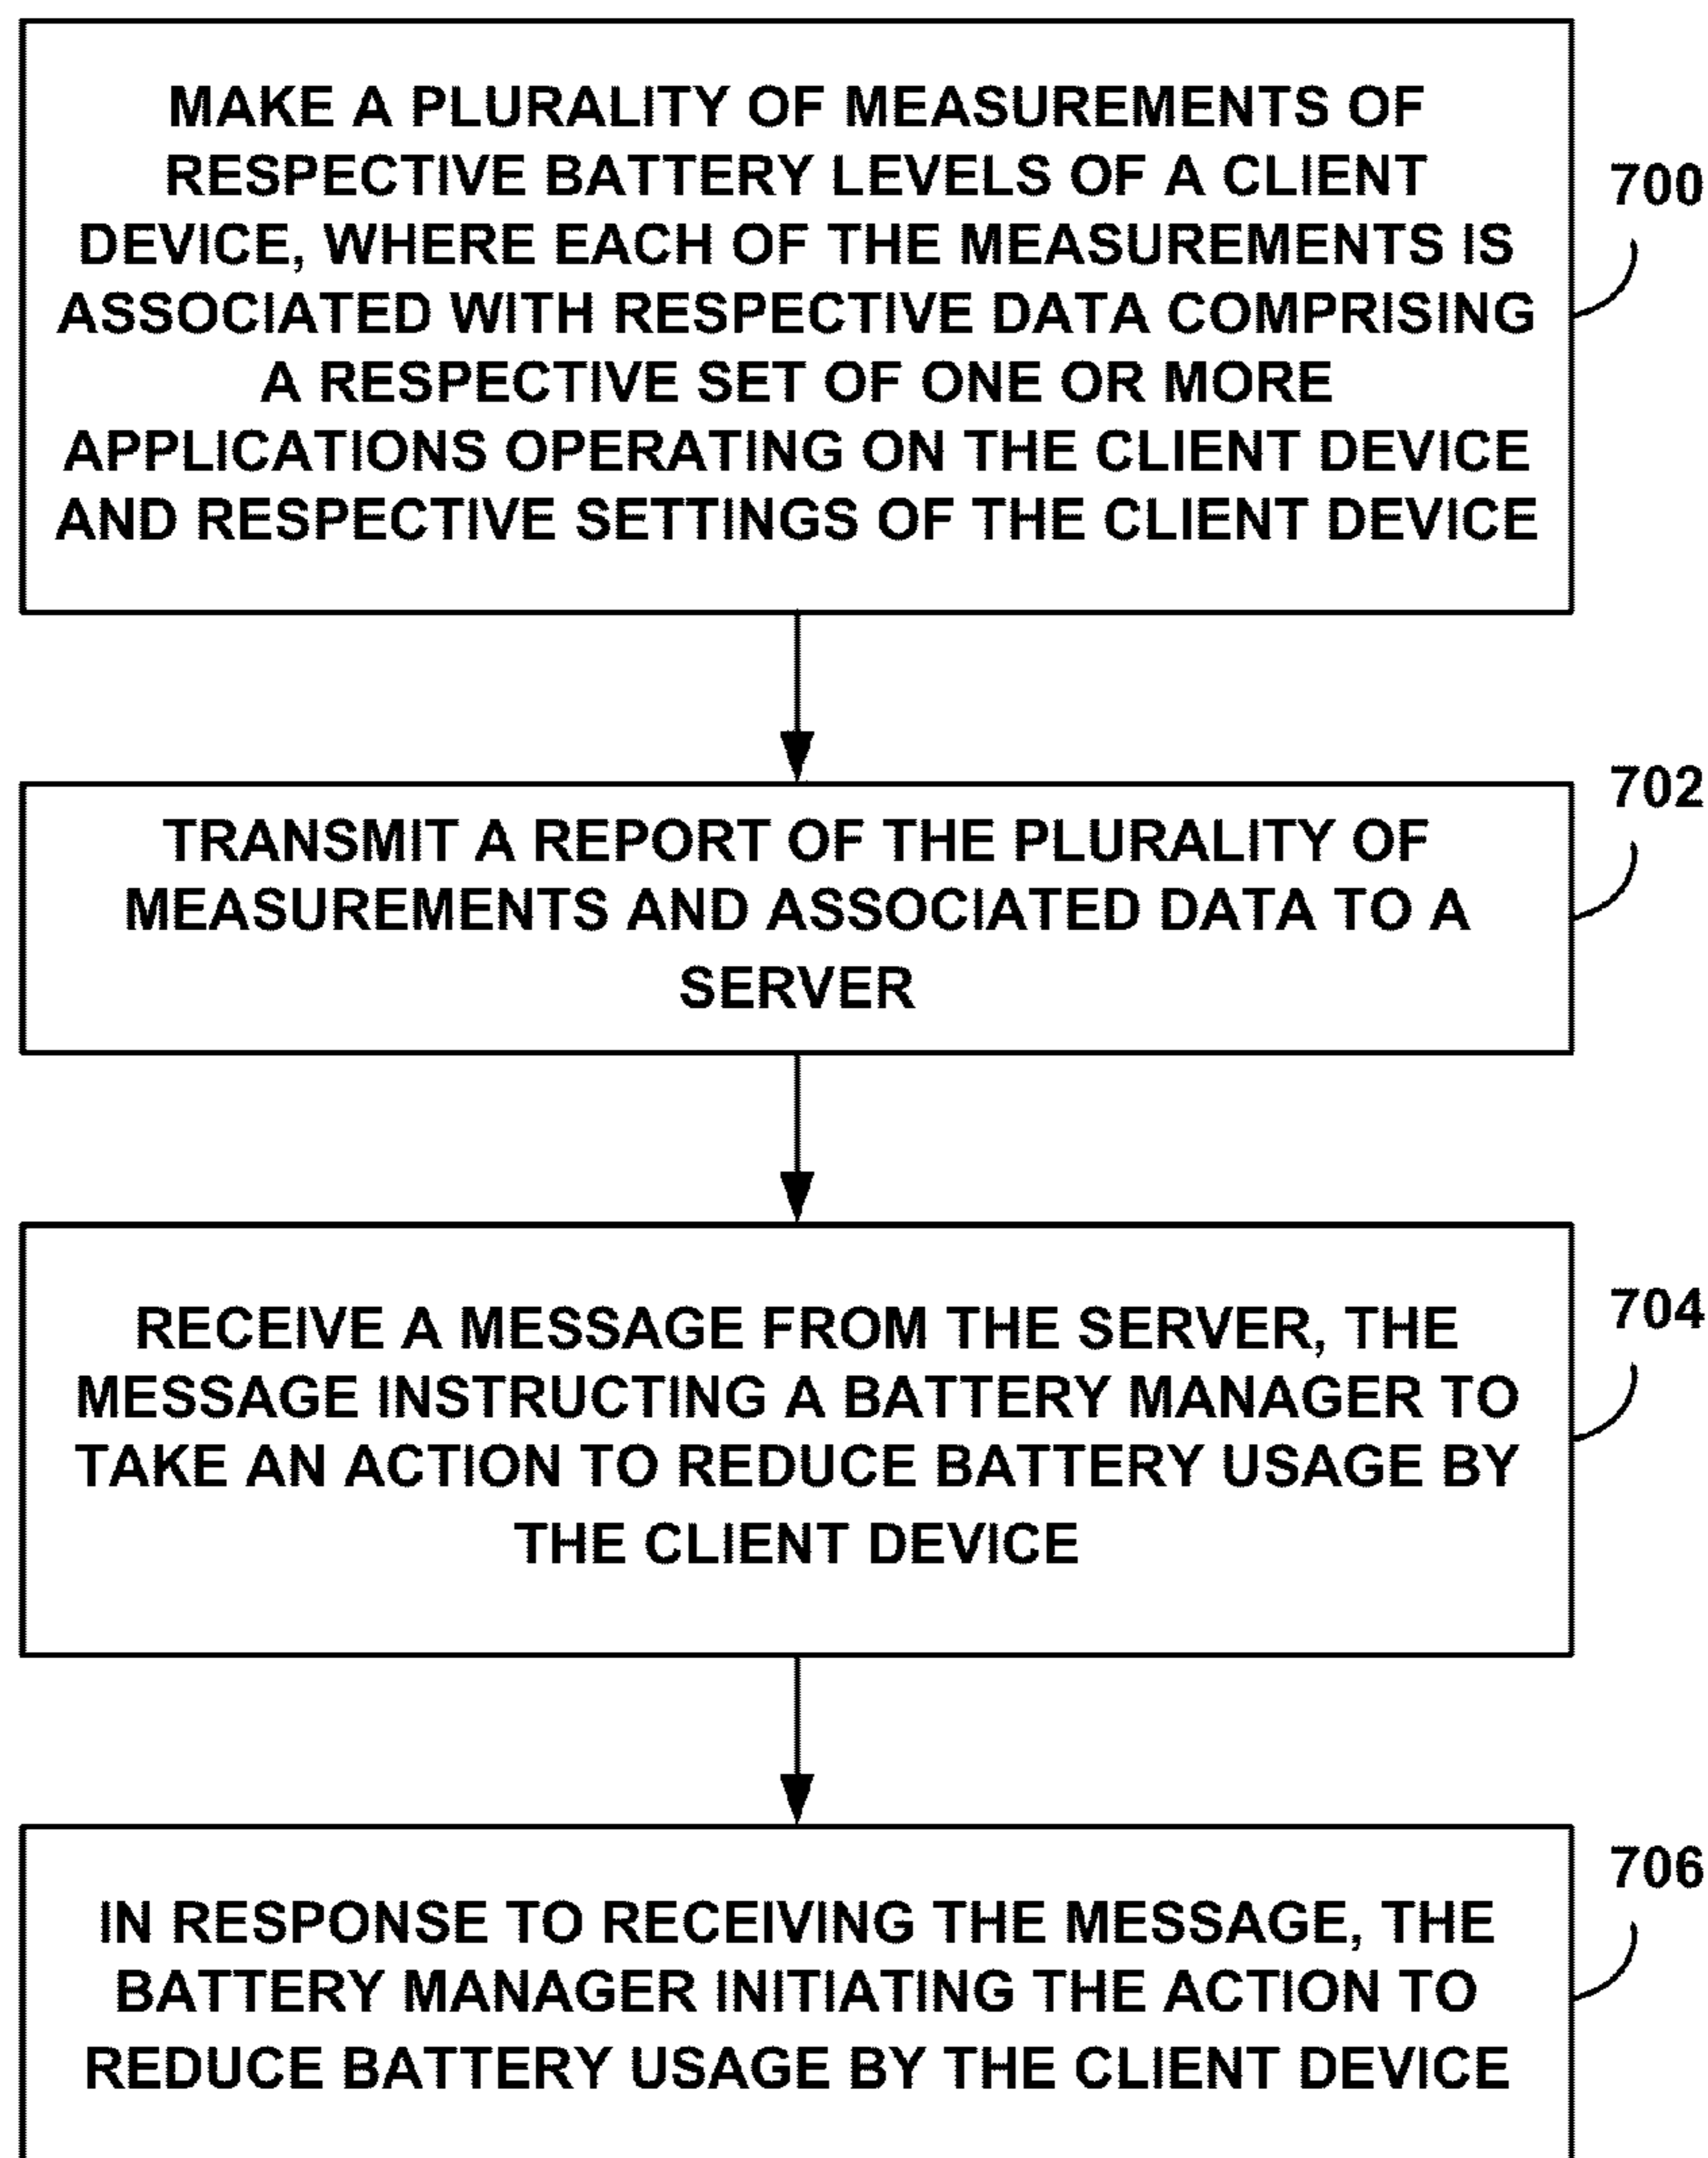 MAKE A PLURALITY OF MEASUREMENTS OF
RESPECTIVE BATTERY LEVELS OF A CLIENT
DEVICE, WHERE EACH OF THE MEASUREMENTS IS
ASSOCIATED WITH RESPECTIVE DATA COMPRISING
A RESPECTIVE SET OF ONE OR MORE
APPLICATIONS OPERATING ON THE CLIENT DEVICE
AND RESPECTIVE SETTINGS OF THE CLIENT DEVICE
700
TRANSMIT A REPORT OF THE PLURALITY OF
MEASUREMENTS AND ASSOCIATED DATA TO A
SERVER
702
RECEIVE A MESSAGE FROM THE SERVER, THE
MESSAGE INSTRUCTING A BATTERY MANAGER TO
TAKE AN ACTION TO REDUCE BATTERY USAGE BY
THE CLIENT DEVICE
704
IN RESPONSE TO RECEIVING THE MESSAGE, THE
BATTERY MANAGER INITIATING THE ACTION TO
REDUCE BATTERY USAGE BY THE CLIENT DEVICE
706